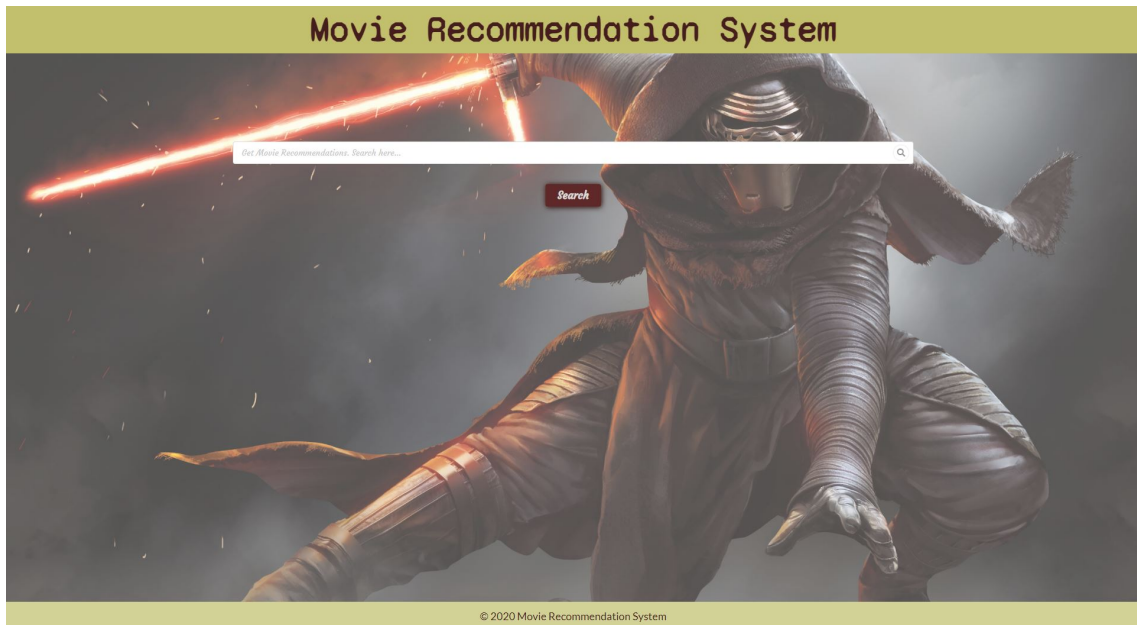 Movie Recommendation System
Get Movie Recommendations. Search here...
Search
© 2020 Movie Recommendation System